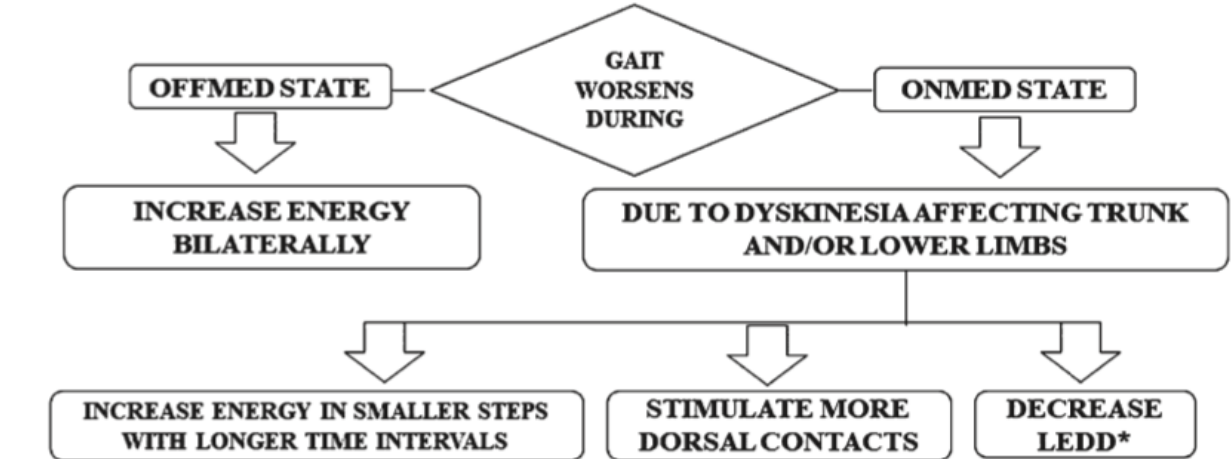 GAIT
WORSENS
DURING
OFFMED STATE
ONMED STATE
INCREASE ENERGY
BILATERALLY
DUE TO DYSKINESIA AFFECTING TRUNK
AND/OR LOWER LIMBS
INCREASE ENERGY IN SMALLER STEPS
WITH LONGER TIME INTERVALS
STIMULATE MORE
DORSAL CONTACTS
DECREASE
LEDD*